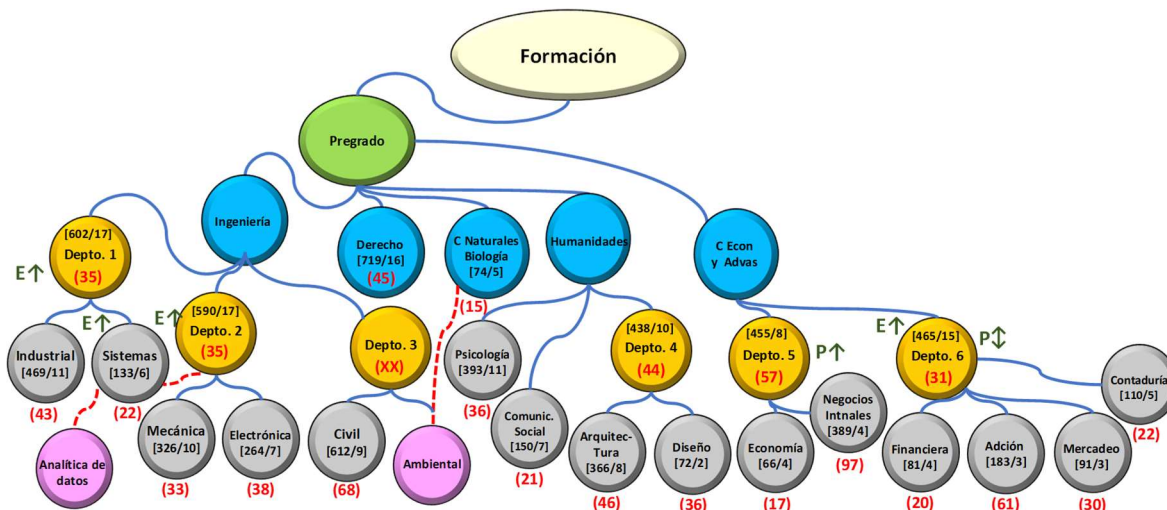 Formación
Pregrado
Ingeniería
Derecho
[719/16]
(45)
C Naturales
Biología
[74/5]
(15)
Humanidades
C Econ
y Advas
[602/17]
Depto. 1
(35)
E↑
E↑
[590/17]
Depto. 2
(35)
E↑
Depto. 3
(XX)
[438/10]
Depto. 4
(44)
[455/8]
Depto. 5
(57)
P↑
E↑
[465/15]
Depto. 6
(31)
P↕
Industrial
[469/11]
(43)
Sistemas
[133/6]
(22)
Psicología
[393/11]
(36)
Contaduría
[110/5]
(22)
Analítica de
datos
Mecánica
[326/10]
(33)
Electrónica
[264/7]
(38)
Civil
[612/9]
(68)
Ambiental
Comunic.
Social
[150/7]
(21)
Arquitec-
Tura
[366/8]
(46)
Diseño
[72/2]
(36)
Economía
[66/4]
(17)
Negocios
Intnales
[389/4]
(97)
Financiera
[81/4]
(20)
Adción
[183/3]
(61)
Mercadeo
[91/3]
(30)